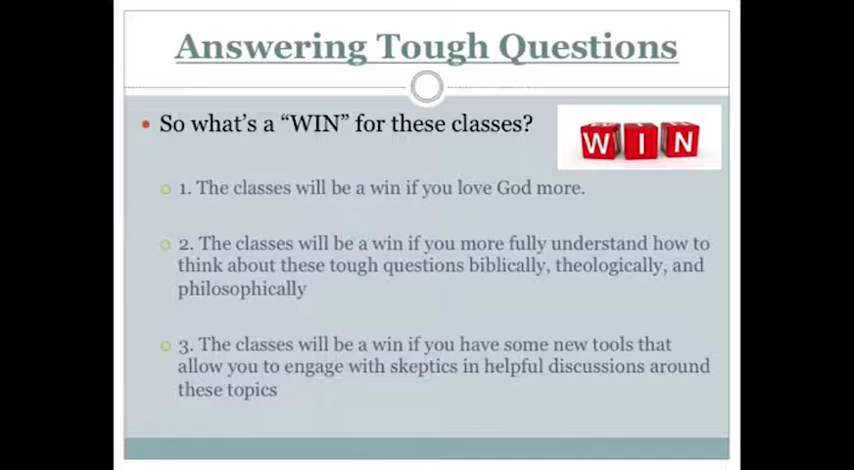 Answering Tough Questions
• So what's a “WIN” for these classes?
WIN
1. The classes will be a win if you love God more.
2. The classes will be a win if you more fully understand how to
think about these tough questions biblically, theologically, and
philosophically
3. The classes will be a win if you have some new tools that
allow you to engage with skeptics in helpful discussions around
these topics